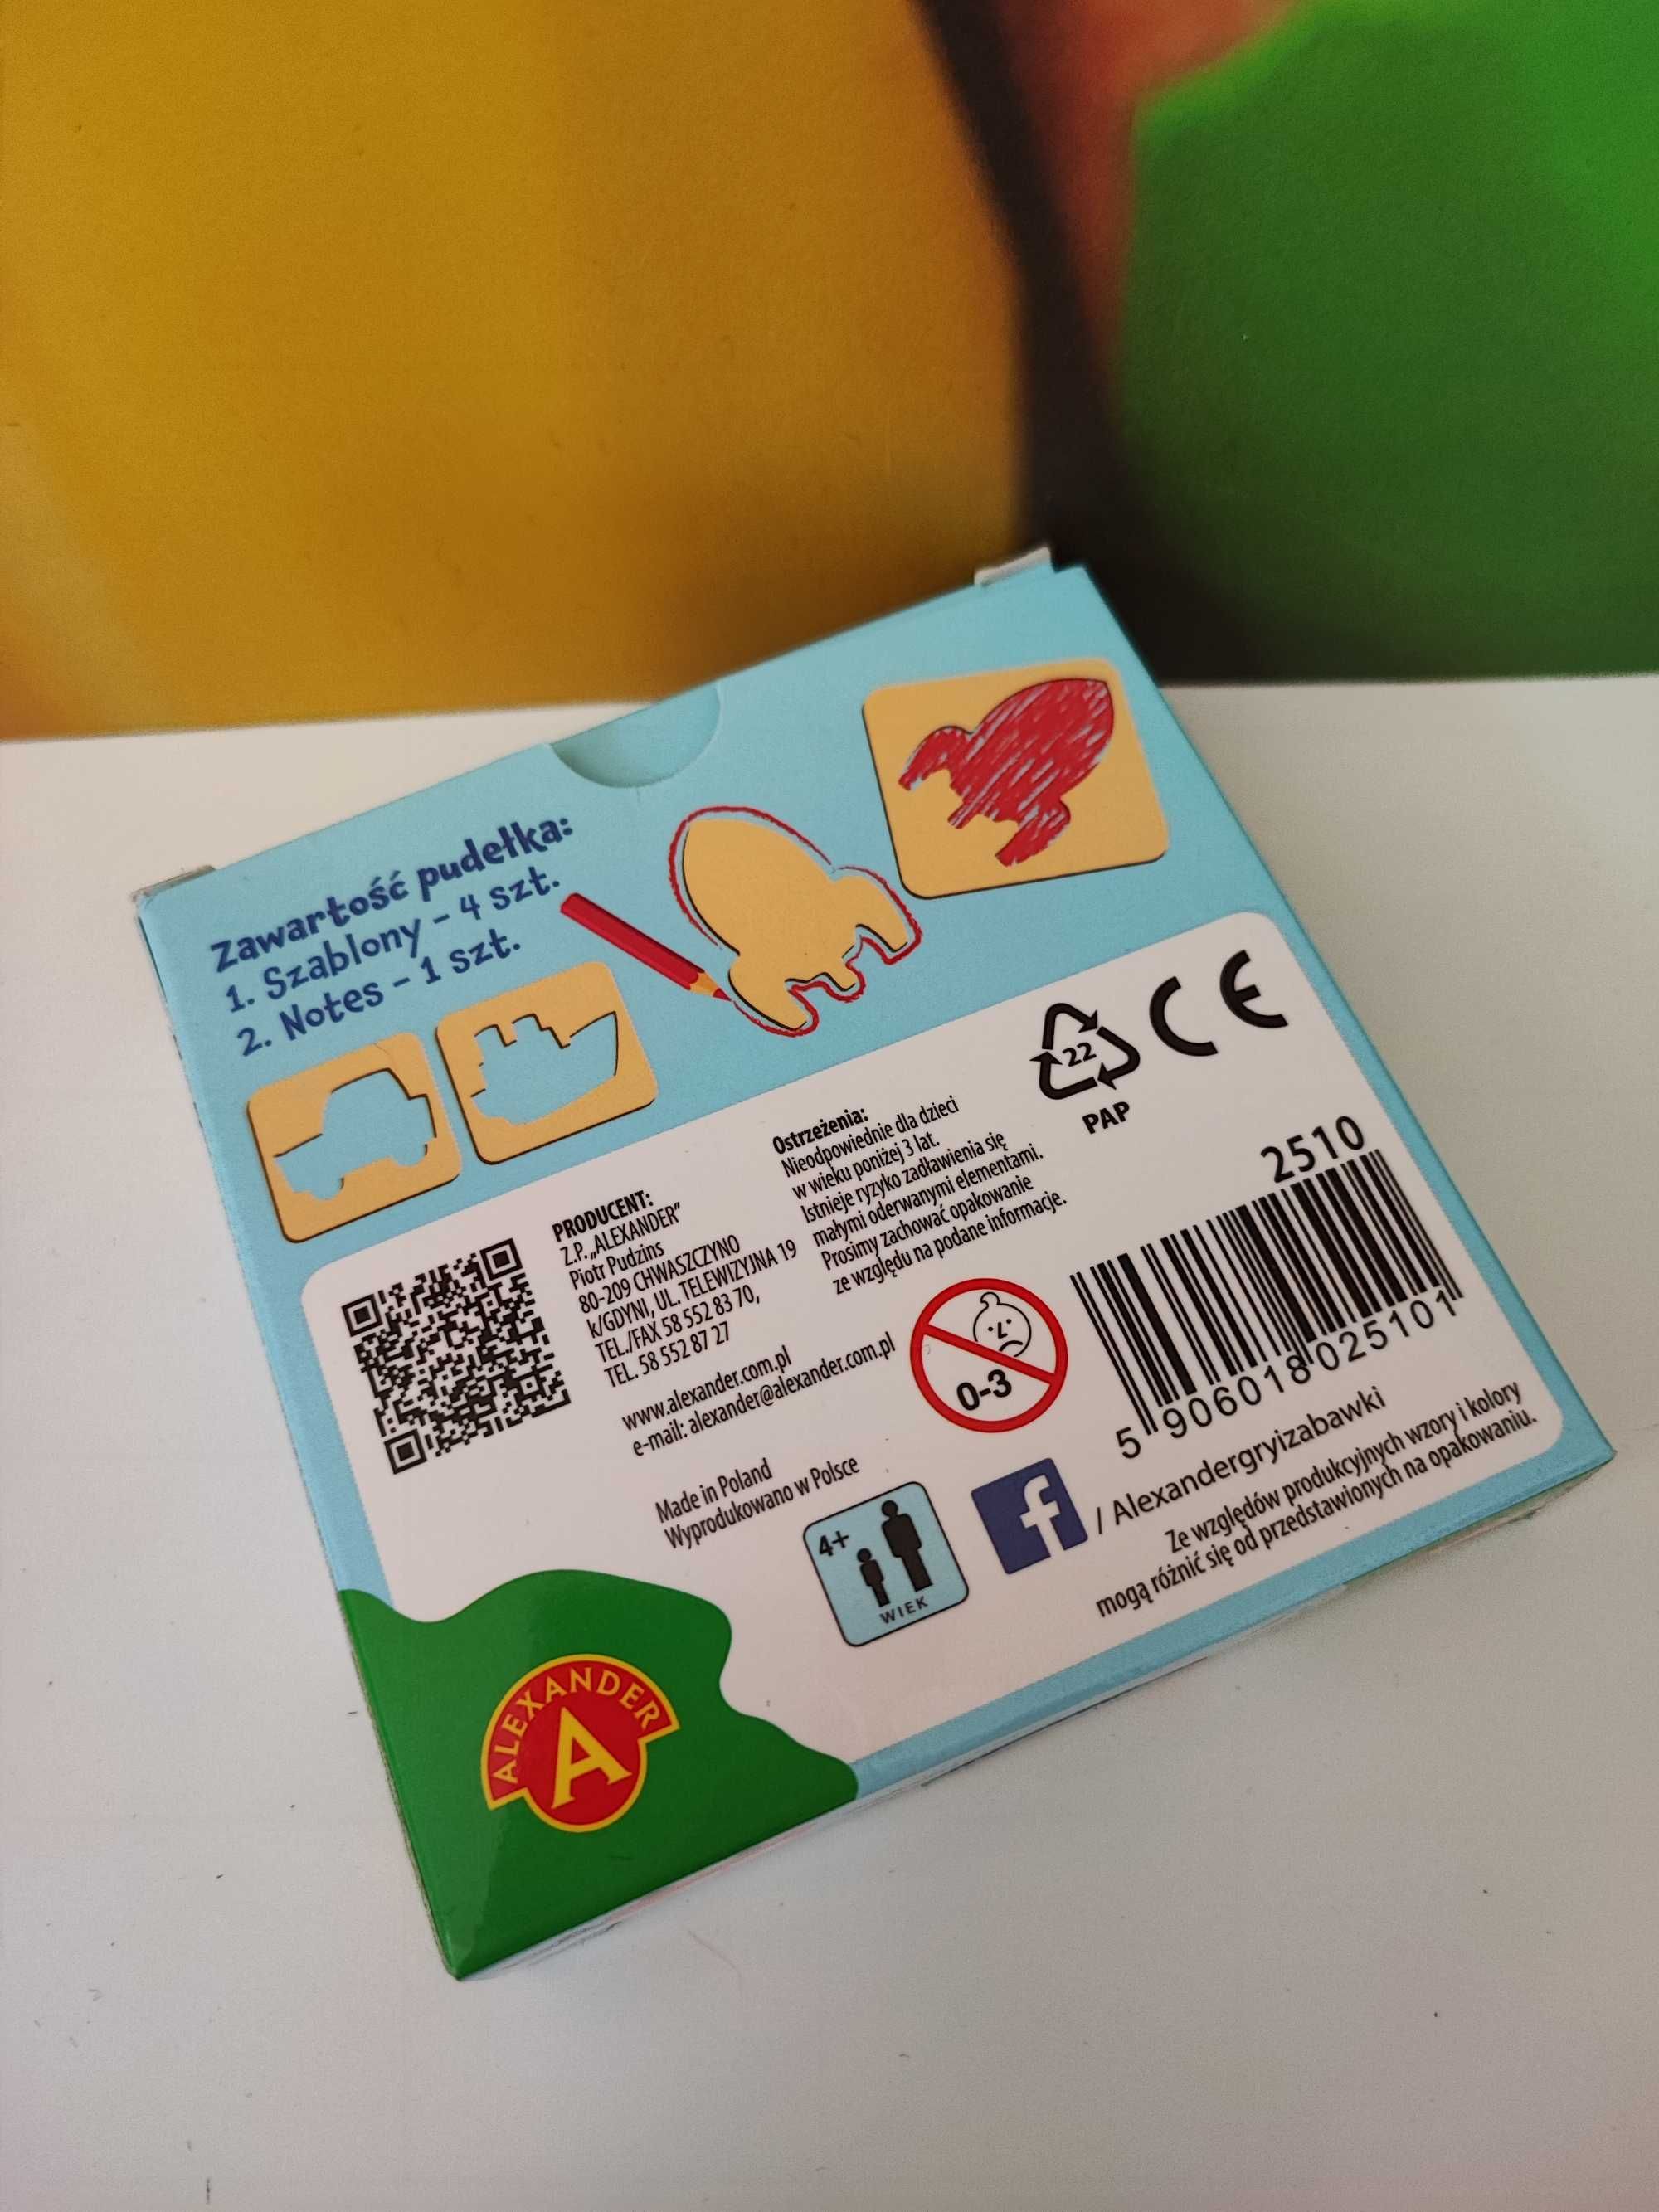 Zawartość pudełka:
1. Szablony – 4 szt.
2. Notes – 1 szt.
PRODUCENT:
Z.P. „ALEXANDER”
Piotr Pudzins
80-209 CHWASZCZYNO
k/GDYNI, UL. TELEWIZYJNA 19
TEL./FAX 58 552 83 70,
TEL. 58 552 87 27
www.alexander.com.pl
e-mail: alexander@alexander.com.pl
Made in Poland
Wyprodukowano w Polsce
Ostrzeżenia:
Nieodpowiednie dla dzieci
w wieku poniżej 3 lat.
Istnieje ryzyko zadławienia się
małymi oderwanymi elementami.
Prosimy zachować opakowanie
ze względu na podane informacje.
22
PAP
CE
2510
5906018025101
0-3
4+
WIEK
f / Alexandergryizabawki
Ze względów produkcyjnych wzory i kolory
mogą różnić się od przedstawionych na opakowaniu.
ALEXANDER
A